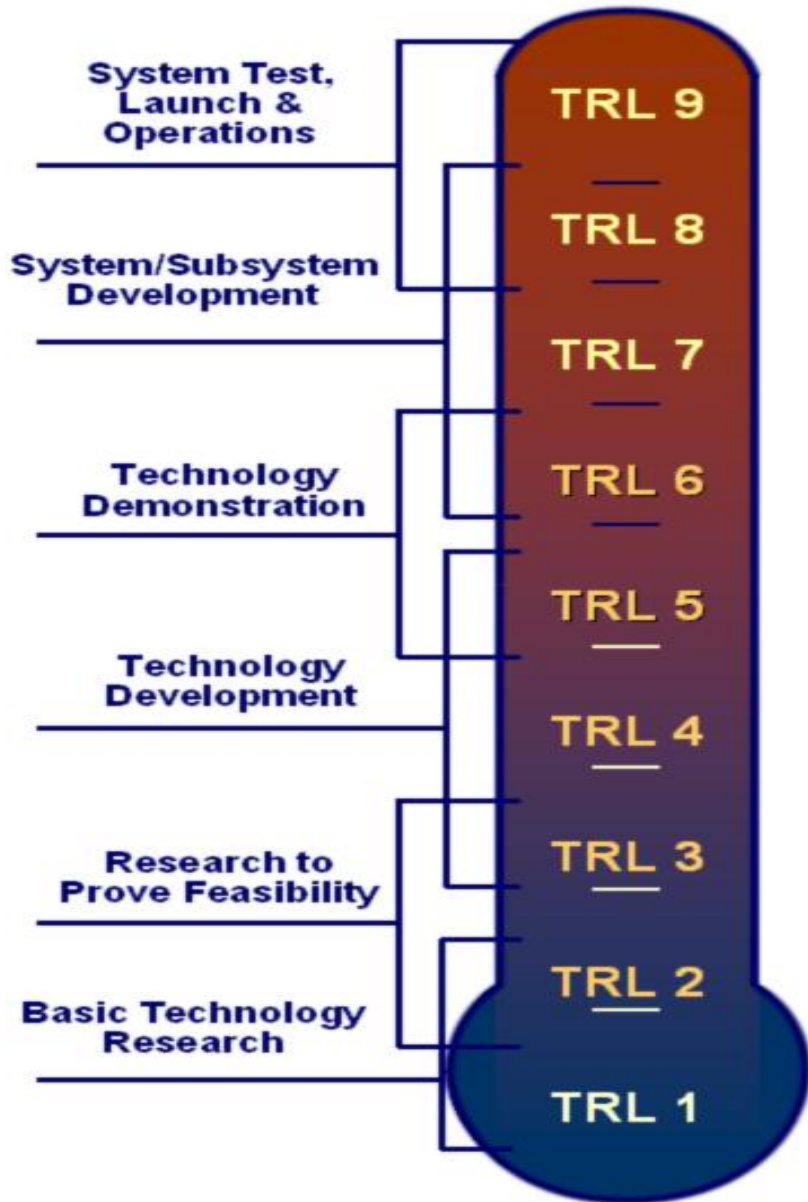 System Test,
Launch &
Operations
System/Subsystem
Development
Technology
Demonstration
Technology
Development
Research to
Prove Feasibility
Basic Technology
Research
TRL 9
TRL 8
TRL 7
TRL 6
TRL 5
TRL 4
TRL 3
TRL 2
TRL 1